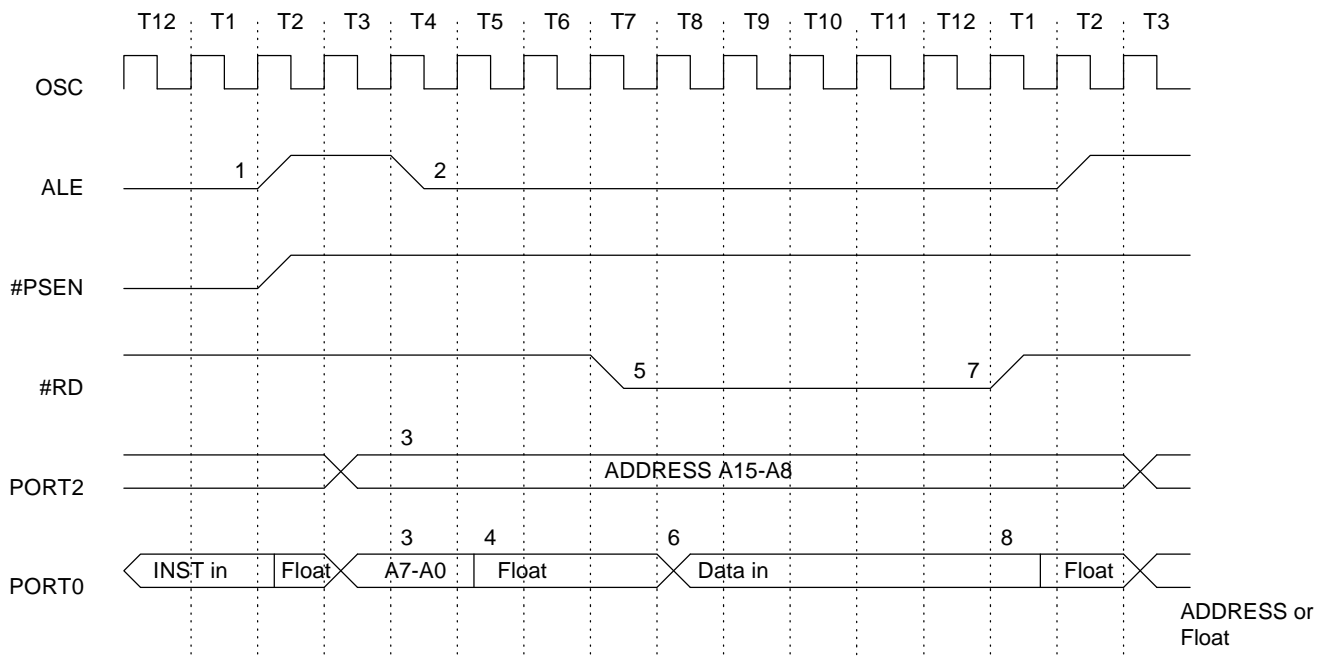 T12 T1 T2 T3 T4 T5 T6 T7 T8 T9 T10 T11 T12 T1 T2 T3
OSC
1 2
ALE
#PSEN
5 7
#RD
3
ADDRESS A15-A8
PORT2
3 4 6 8
INST in Float A7-A0 Float Data in Float
PORT0
ADDRESS or
Float